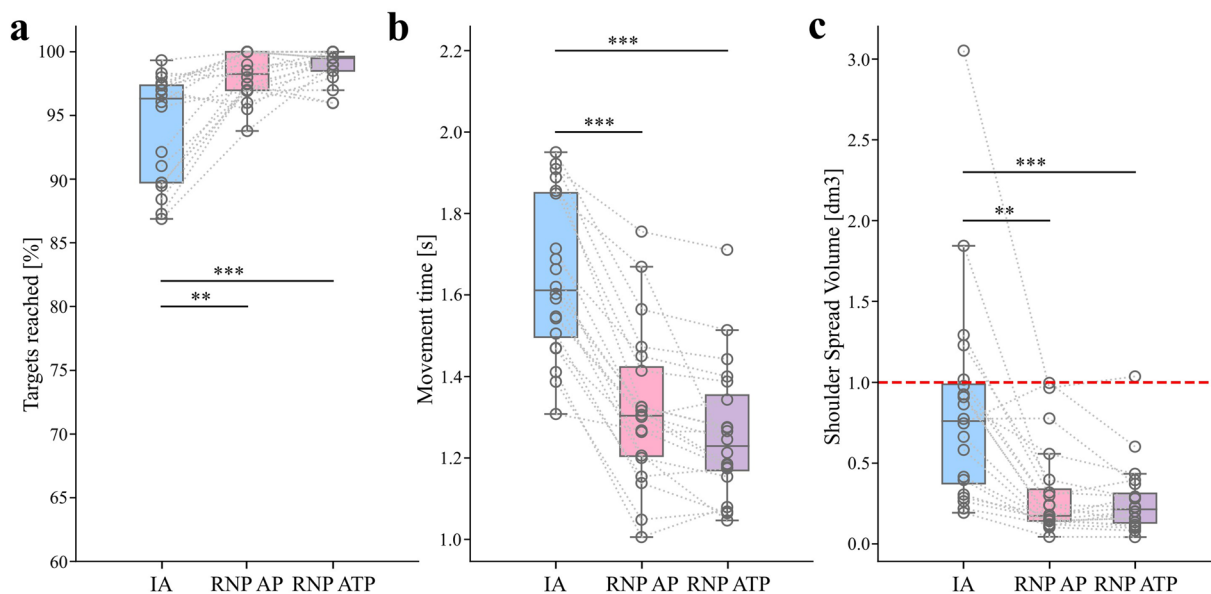 a
Targets reached [%]
100
95
90
85
80
75
70
65
60
***
**
IA
RNP AP
RNP ATP
b
Movement time [s]
2.2
2.0
1.8
1.6
1.4
1.2
1.0
***
***
IA
RNP AP
RNP ATP
c
Shoulder Spread Volume [dm3]
3.0
2.5
2.0
1.5
1.0
0.5
0.0
***
**
IA
RNP AP
RNP ATP